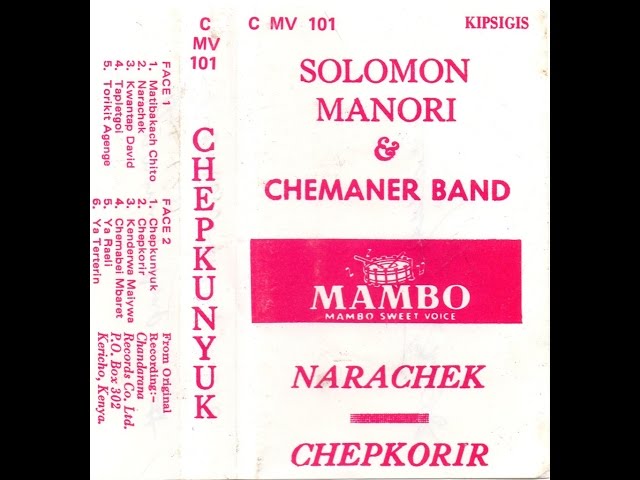 C MV 101
KIPSIGIS
SOLOMON
MANORI
&
CHEMANER BAND
MAMBO
MAMBO SWEET VOICE
NARACHEK
CHEPKORIR
C
MV
101
CHEPKUNYUK
FACE 1
1. Matibakach Chito
2. Narachek
3. Kwantap David
4. Tapletgoi
5. Torikit Agenge
FACE 2
1. Chepkunyuk
2. Chepkorir
3. Kenderwa Maiywa
4. Chemabei Mbaret
5. Ya Raeli
6. Ya Terterin
From Original
Recording:-
Chandarana
Records Co. Ltd.
P.O. Box 302
Kericho, Kenya.